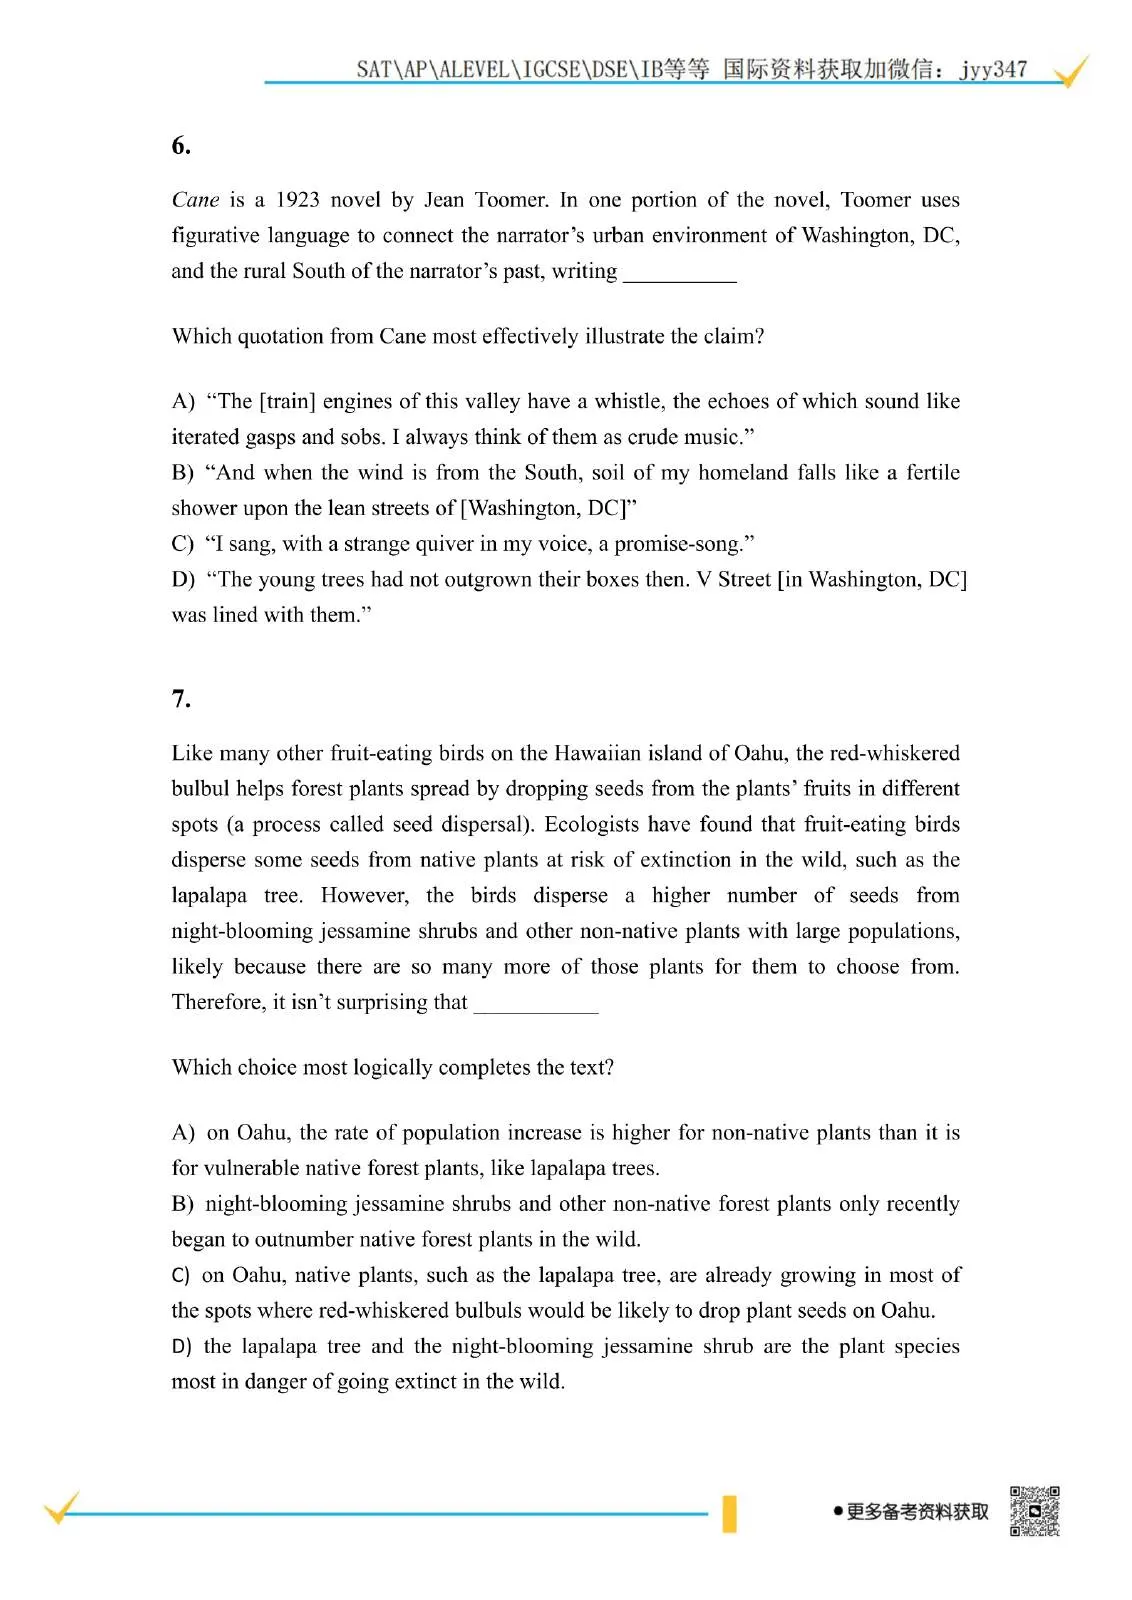 SAT\AP\ALEVEL\IGCSE\DSE\IB等等 国际资料获取加微信：jyy347
6.
Cane is a 1923 novel by Jean Toomer. In one portion of the novel, Toomer uses
figurative language to connect the narrator’s urban environment of Washington, DC,
and the rural South of the narrator’s past, writing __________
Which quotation from Cane most effectively illustrate the claim?
A) “The [train] engines of this valley have a whistle, the echoes of which sound like
iterated gasps and sobs. I always think of them as crude music.”
B) “And when the wind is from the South, soil of my homeland falls like a fertile
shower upon the lean streets of [Washington, DC]”
C) “I sang, with a strange quiver in my voice, a promise-song.”
D) “The young trees had not outgrown their boxes then. V Street [in Washington, DC]
was lined with them.”
7.
Like many other fruit-eating birds on the Hawaiian island of Oahu, the red-whiskered
bulbul helps forest plants spread by dropping seeds from the plants’ fruits in different
spots (a process called seed dispersal). Ecologists have found that fruit-eating birds
disperse some seeds from native plants at risk of extinction in the wild, such as the
lapalapa tree. However, the birds disperse a higher number of seeds from
night-blooming jessamine shrubs and other non-native plants with large populations,
likely because there are so many more of those plants for them to choose from.
Therefore, it isn’t surprising that ___________
Which choice most logically completes the text?
A) on Oahu, the rate of population increase is higher for non-native plants than it is
for vulnerable native forest plants, like lapalapa trees.
B) night-blooming jessamine shrubs and other non-native forest plants only recently
began to outnumber native forest plants in the wild.
C) on Oahu, native plants, such as the lapalapa tree, are already growing in most of
the spots where red-whiskered bulbuls would be likely to drop plant seeds on Oahu.
D) the lapalapa tree and the night-blooming jessamine shrub are the plant species
most in danger of going extinct in the wild.
●更多备考资料获取